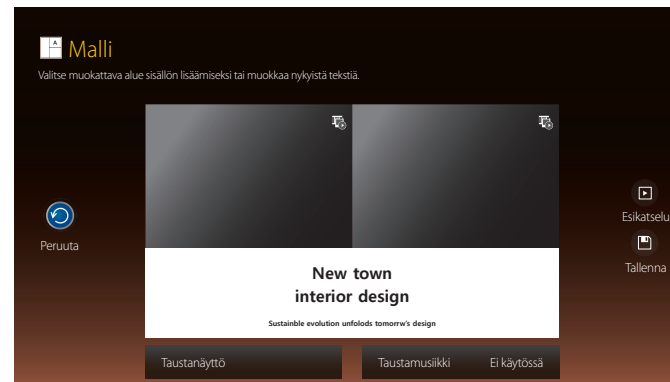 A
Malli
Valitse muokattava alue sisällön lisäämiseksi tai muokkaa nykyistä tekstiä.
Peruuta
Esikatselu
Tallenna
New town
interior design
Sustainble evolution unfolods tomorrw's design
Taustanäyttö
Taustamusiikki Ei käytössä